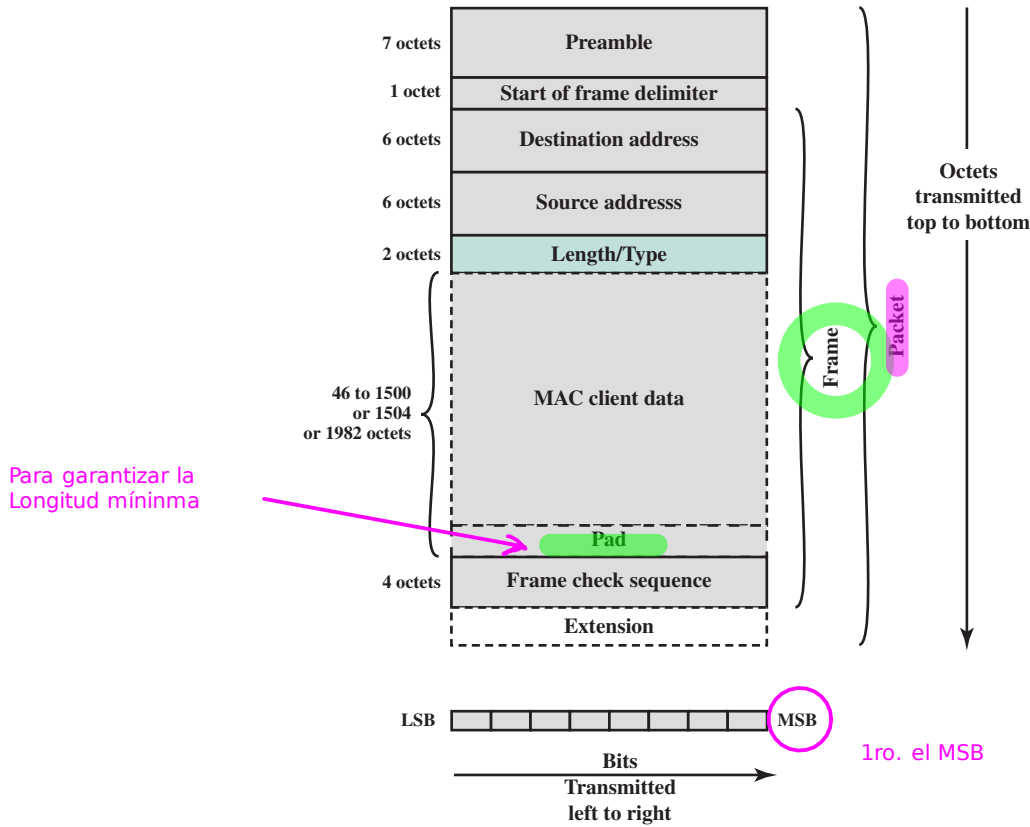 7 octets
Preamble
1 octet
Start of frame delimiter
6 octets
Destination address
6 octets
Source addresss
2 octets
Length/Type
46 to 1500
or 1504
or 1982 octets
MAC client data
Pad
4 octets
Frame check sequence
Extension
Frame
Packet
Octets
transmitted
top to bottom
Para garantizar la
Longitud míninma
LSB
MSB
1ro. el MSB
Bits
Transmitted
left to right